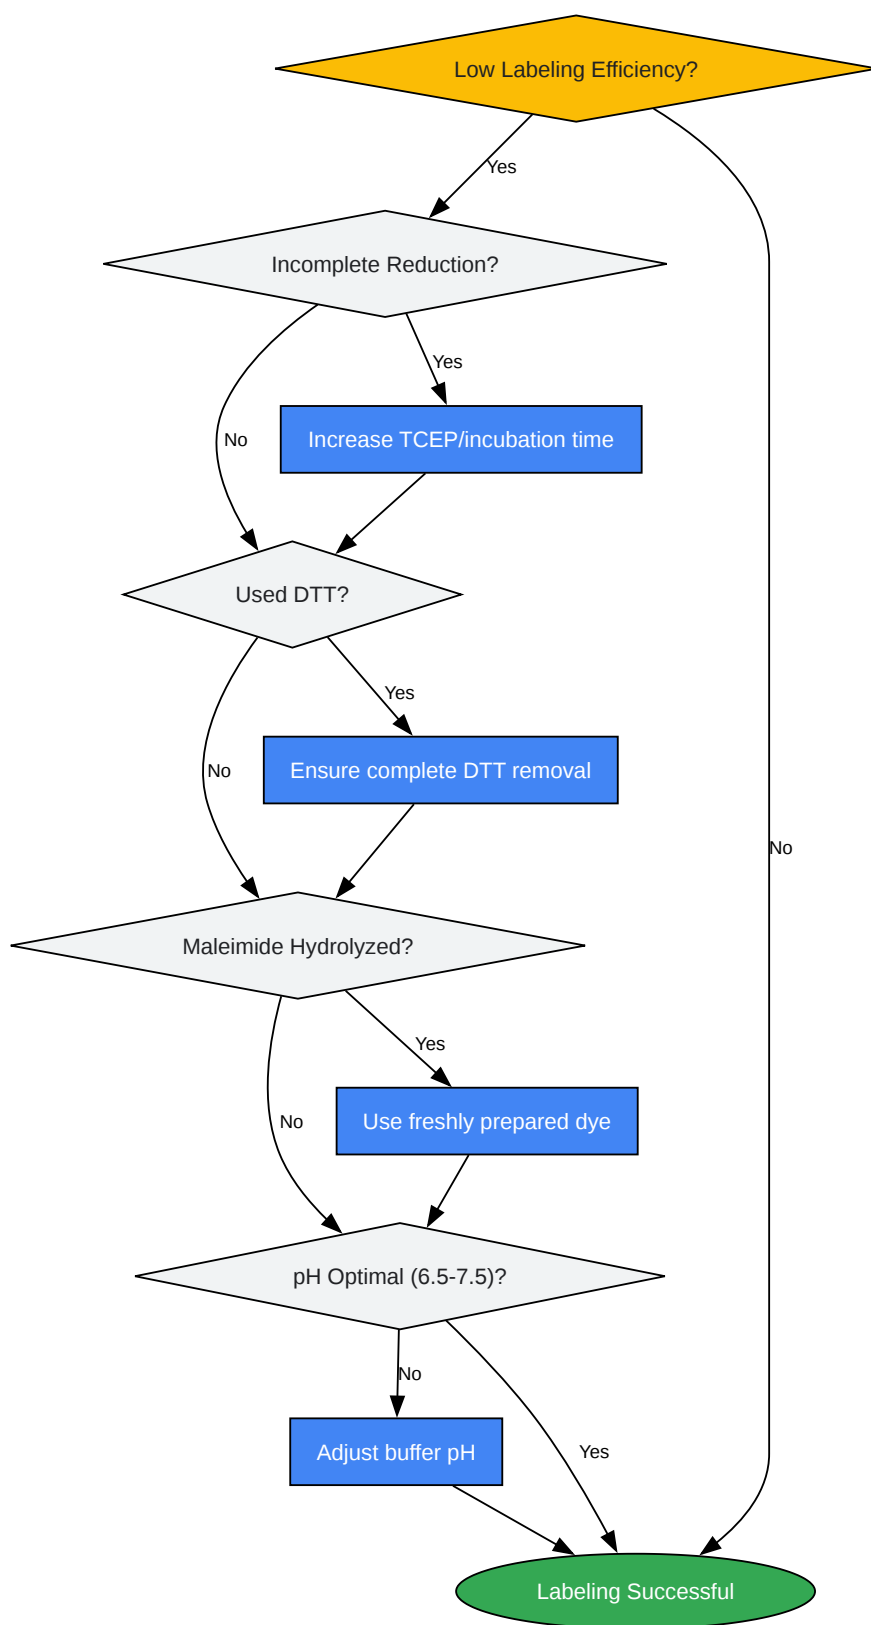 Low Labeling Efficiency?
Yes
Incomplete Reduction?
Yes
No
Increase TCEP/incubation time
Used DTT?
Yes
No
Ensure complete DTT removal
No
Maleimide Hydrolyzed?
Yes
No
Use freshly prepared dye
pH Optimal (6.5-7.5)?
No
Adjust buffer pH
Yes
Labeling Successful